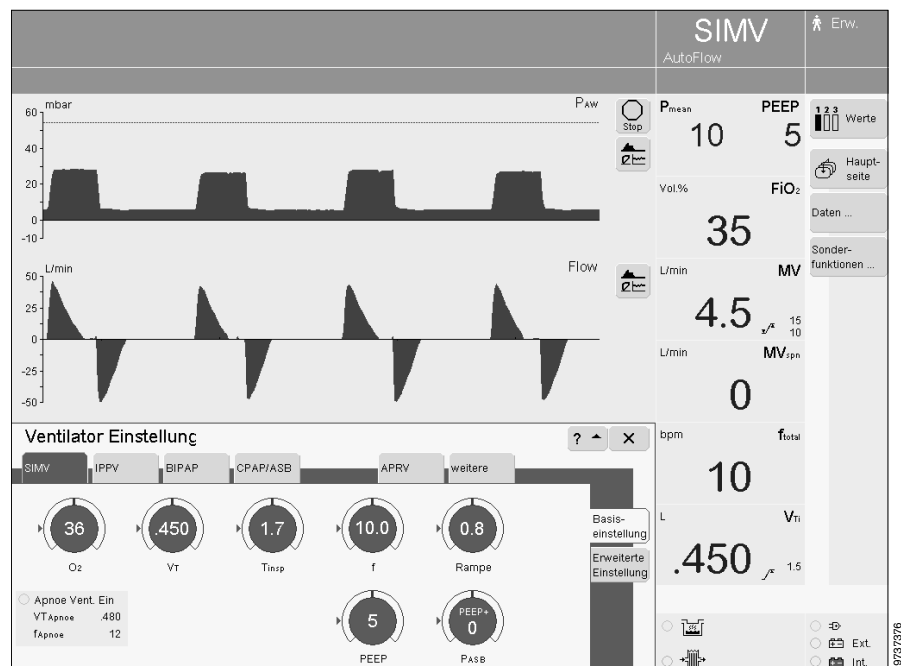 SIMV
AutoFlow
Erw.
mbar
PAW
60
40
20
0
-10
Stop
Pmean PEEP
10 5
1 2 3
Werte
Haupt-
seite
Daten ...
Sonder-
funktionen ...
Vol.% FiO2
35
L/min
Flow
50
25
0
-25
-50
L/min MV
4.5
15
10
L/min MVspn
0
bpm ftotal
10
L VTi
.450 1.5
Ventilator Einstellung
? ×
SIMV IPPV BIPAP CPAP/ASB APRV weitere
36 .450 1.7 10.0 0.8
O2 VT Tinsp f Rampe
Basis-
einstellung
Erweiterte
Einstellung
Apnoe Vent. Ein
VTApnoe .480
fApnoe 12
5
PEEP
PEEP+
0
PASB
Ext.
Int.
9737376